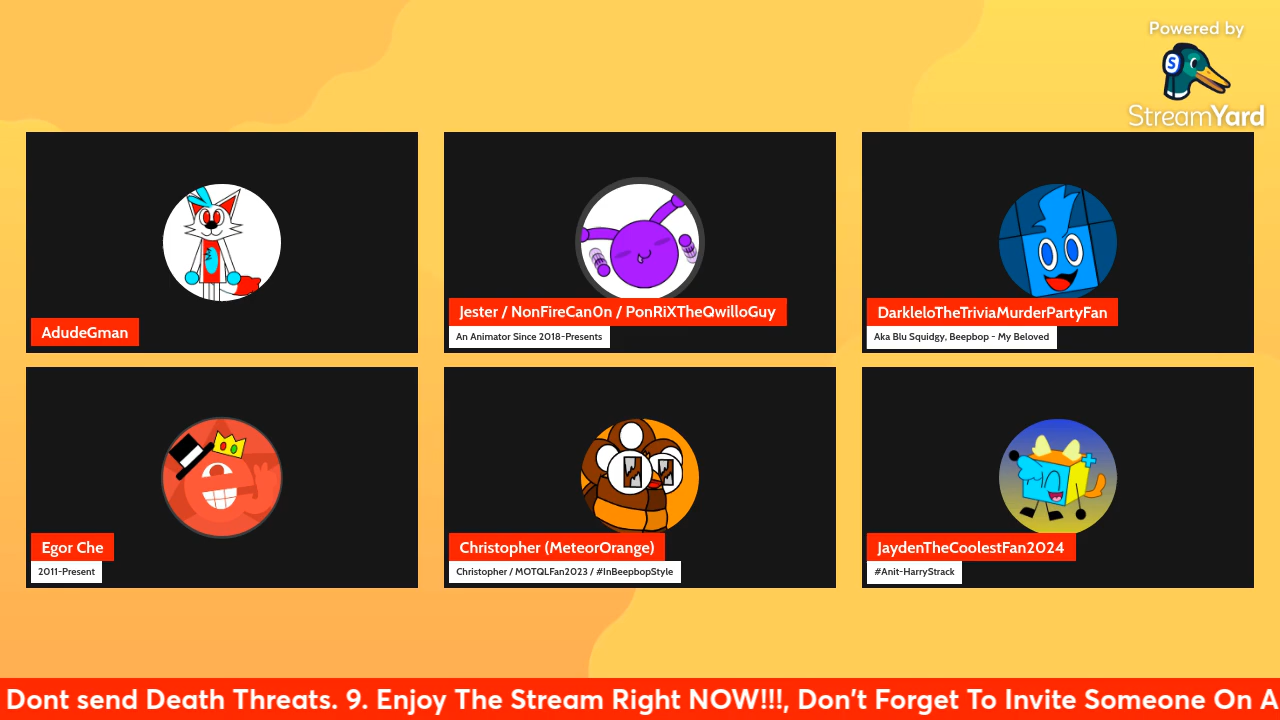 Powered by
S
StreamYard
AdudeGman
Jester / NonFireCan0n / PonRiXTheQwilloGuy
An Animator Since 2018-Presents
DarkleloTheTriviaMurderPartyFan
Aka Blu Squidgy, Beepbop - My Beloved
Egor Che
2011-Present
Christopher (MeteorOrange)
Christopher / MOTQLFan2023 / #InBeepbopStyle
JaydenTheCoolestFan2024
#Anit-HarryStrack
Dont send Death Threats. 9. Enjoy The Stream Right NOW!!!, Don't Forget To Invite Someone On A